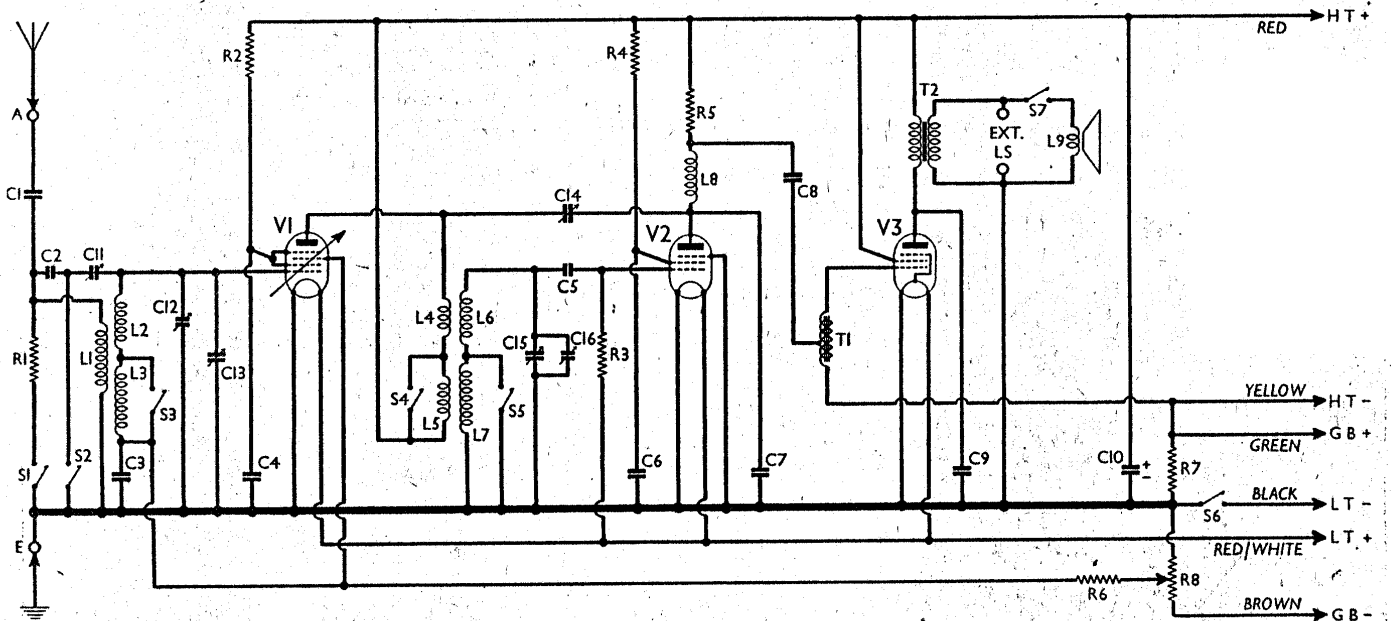 HT+
RED
R2
R4
T2
A
R5
S7
EXT.
LS
L9
L8
C8
C1
C14
V1
V2
V3
C2
C11
C5
C12
L2
L4
L6
C15
C16
R3
T1
R1
L1
L3
C13
S3
S4
L5
L7
S5
YELLOW
HT-
GB+
GREEN
S1
S2
C3
C4
C6
C7
C9
C10
+
-
R7
BLACK
LT-
S6
LT+
RED/WHITE
E
R6
R8
BROWN
GB-